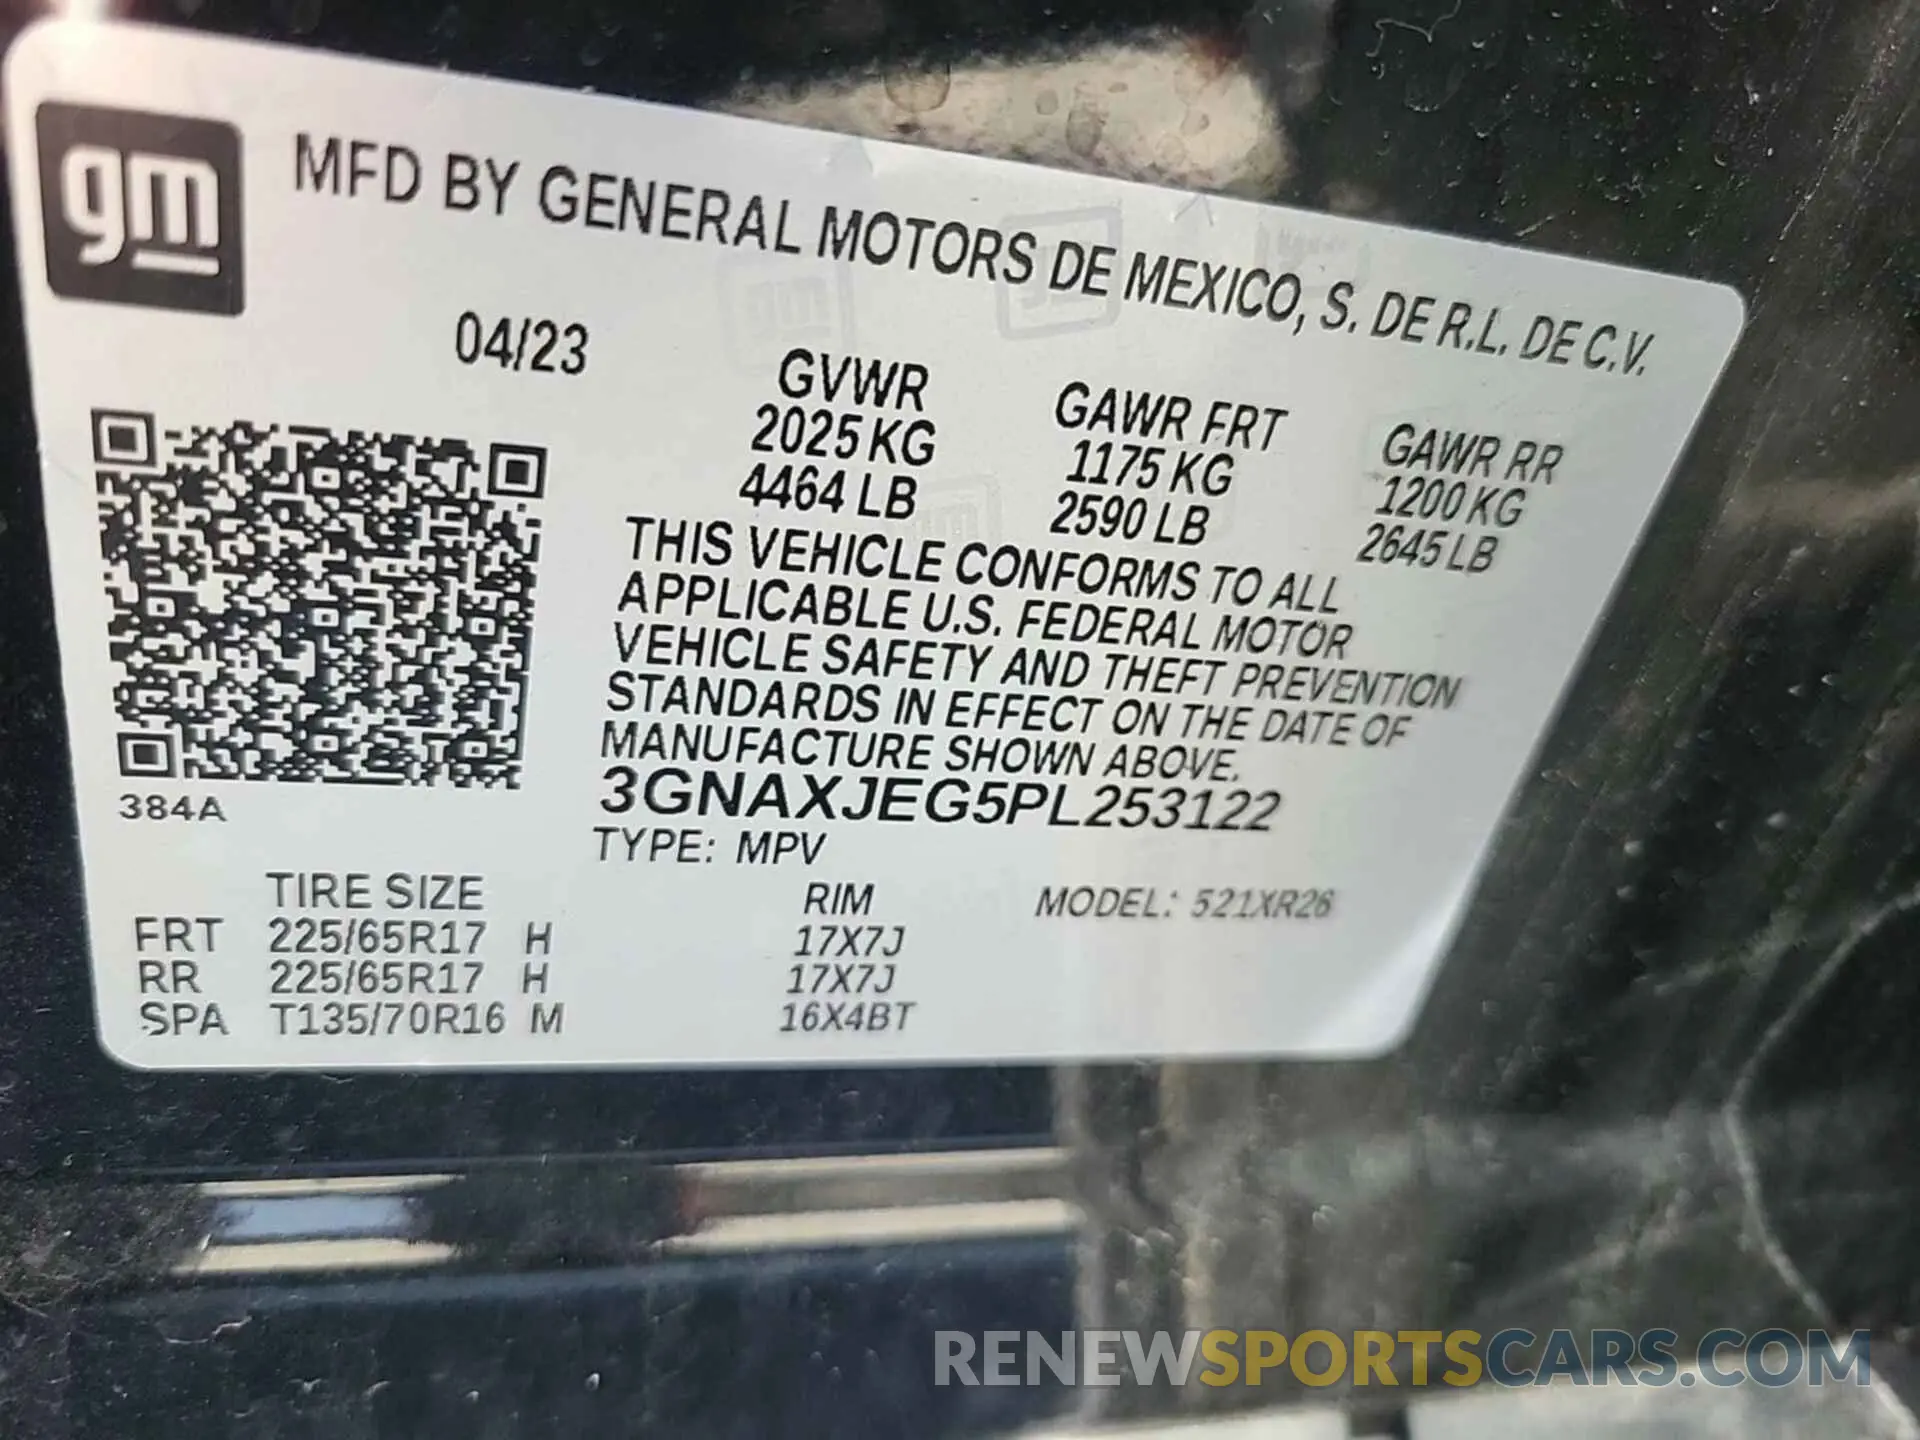 gm
MFD BY GENERAL MOTORS DE MEXICO, S. DE R.L. DE C.V.
04/23
GVWR GAWR FRT GAWR RR
2025 KG 1175 KG 1200 KG
4464 LB 2590 LB 2645 LB
THIS VEHICLE CONFORMS TO ALL
APPLICABLE U.S. FEDERAL MOTOR
VEHICLE SAFETY AND THEFT PREVENTION
STANDARDS IN EFFECT ON THE DATE OF
MANUFACTURE SHOWN ABOVE.
3GNAXJEG5PL253122
384A
TYPE: MPV
TIRE SIZE RIM MODEL: 521XR26
FRT 225/65R17 H 17X7J
RR 225/65R17 H 17X7J
SPA T135/70R16 M 16X4BT
RENEWSPORTSCARS.COM